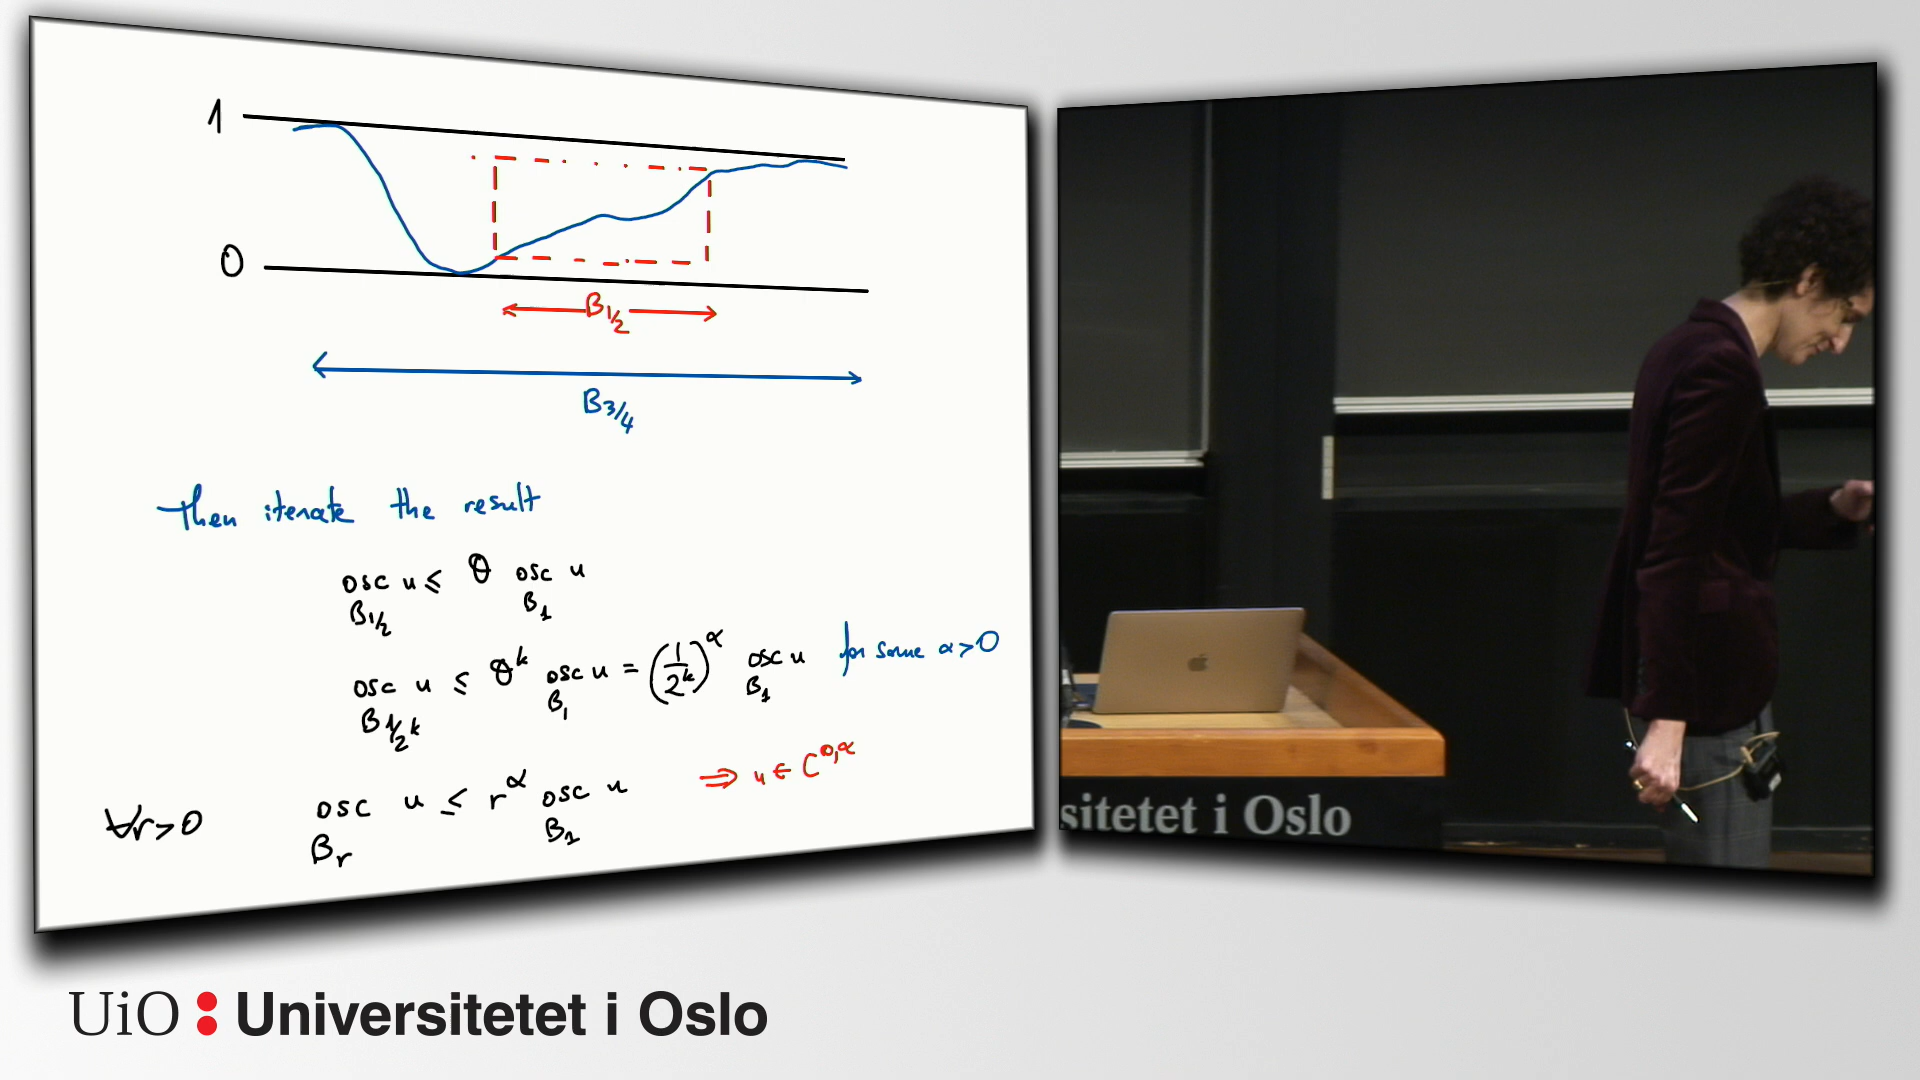 1
0
B1/2
B3/4
Then iterate the result
osc u ≤ θ osc u
B1/2 B1
osc u ≤ θ^k osc u = (1/2^k)^α osc u for some α>0
B1/2^k B1 B1
∀r>0 osc u ≤ r^α osc u ⇒ u ∈ C^0,α
Br B1
sitetet i Oslo
UiO : Universitetet i Oslo